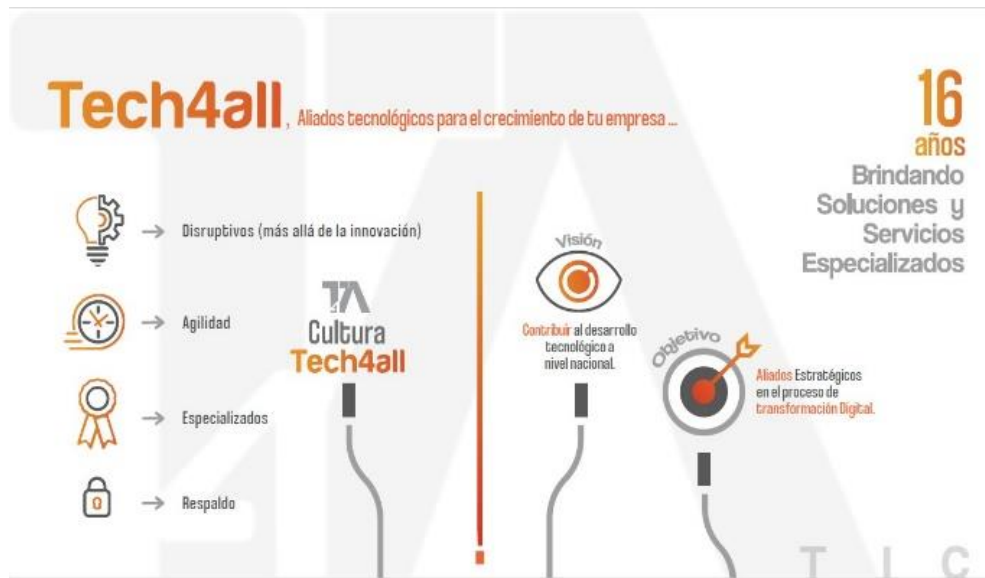 Tech4all, Aliados tecnológicos para el crecimiento de tu empresa ...
16
años
Brindando
Soluciones y
Servicios
Especializados
Disruptivos (más allá de la innovación)
Agilidad
Especializados
Respaldo
T4A
Cultura
Tech4all
Visión
Contribuir al desarrollo
tecnológico a
nivel nacional.
Objetivo
Aliados Estratégicos
en el proceso de
transformación Digital.
T I C